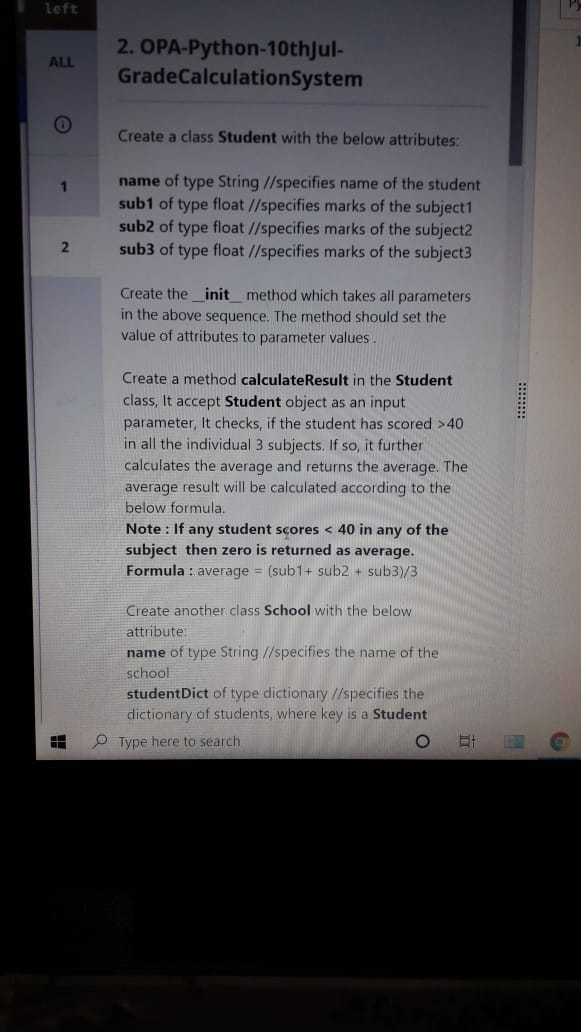 left
ALL
2. OPA-Python-10thJul-
GradeCalculationSystem
Create a class Student with the below attributes:
1
name of type String //specifies name of the student
sub1 of type float //specifies marks of the subject1
sub2 of type float //specifies marks of the subject2
2
sub3 of type float //specifies marks of the subject3
Create the __init__ method which takes all parameters
in the above sequence. The method should set the
value of attributes to parameter values .
Create a method calculateResult in the Student
class, It accept Student object as an input
parameter, It checks, if the student has scored >40
in all the individual 3 subjects. If so, it further
calculates the average and returns the average. The
average result will be calculated according to the
below formula.
Note : If any student scores < 40 in any of the
subject then zero is returned as average.
Formula : average = (sub1+ sub2 + sub3)/3
Create another class School with the below
attribute:
name of type String //specifies the name of the
school
studentDict of type dictionary //specifies the
dictionary of students, where key is a Student
Type here to search